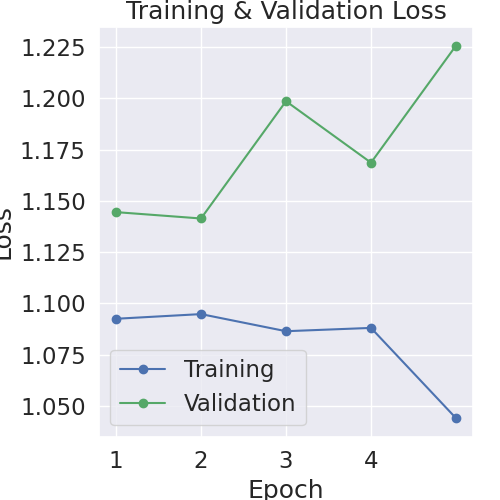 Training & Validation Loss
Loss
1.225
1.200
1.175
1.150
1.125
1.100
1.075
1.050
Training
Validation
1 2 3 4
Epoch